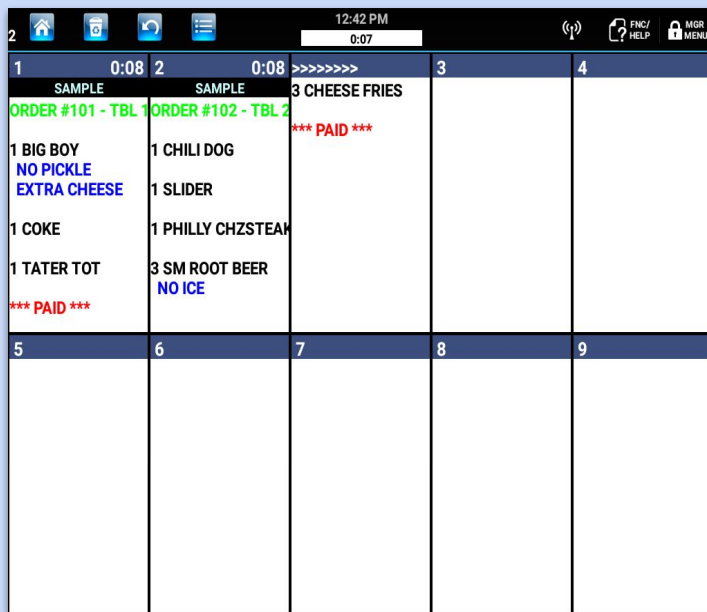 12:42 PM
2
0:07
FNC/
HELP
MGR
MENU
1 0:08
SAMPLE
ORDER #101 - TBL 1
1 BIG BOY
NO PICKLE
EXTRA CHEESE
1 COKE
1 TATER TOT
*** PAID ***
2 0:08
SAMPLE
ORDER #102 - TBL 2
1 CHILI DOG
1 SLIDER
1 PHILLY CHZSTEAK
3 SM ROOT BEER
NO ICE
>>>>>>>>
3 CHEESE FRIES
*** PAID ***
3
4
5
6
7
8
9